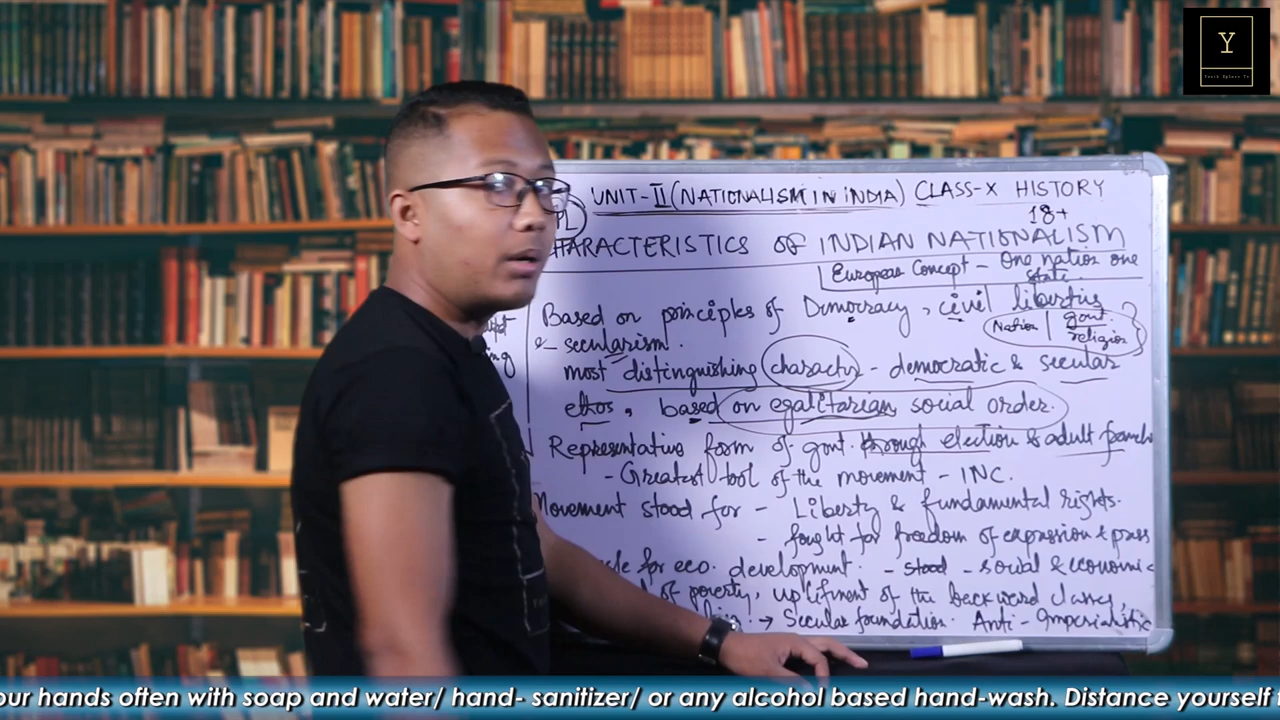 Y
UNIT-II (NATIONALISM IN INDIA) CLASS-X HISTORY
18+
CHARACTERISTICS OF INDIAN NATIONALISM
European Concept - One nation one
state.
Based on principles of Democracy, civil liberties
Nation | govt.
religion
& secularism.
most distinguishing character - democratic & secular
ethos, based on egalitarian social order.
Representative form of govt. through election & adult franch
- Greatest tool of the movement - INC.
Movement stood for - Liberty & fundamental rights.
- fought for freedom of expression & press
for eco. development. - stood - social & economic
of poverty, upliftment of the backward classes,
→ Secular foundation. Anti - Imperialistic
our hands often with soap and water/ hand- sanitizer/ or any alcohol based hand-wash. Distance yourself